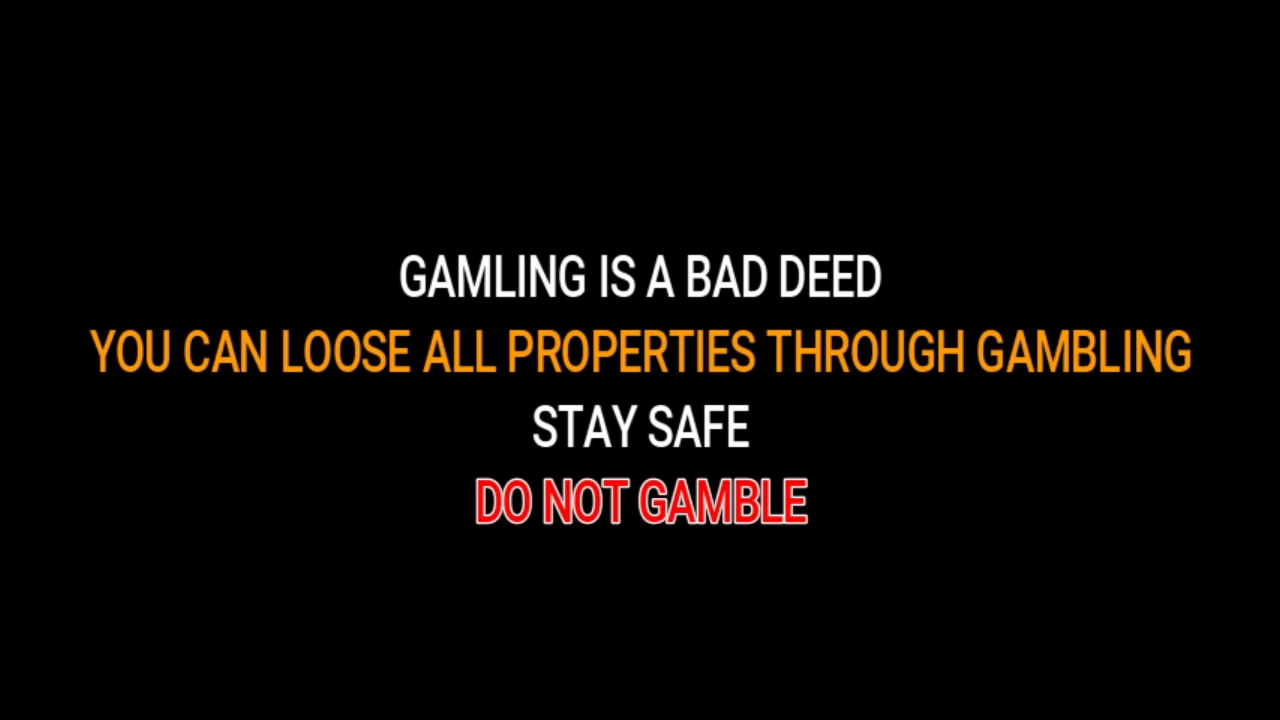 GAMLING IS A BAD DEED
YOU CAN LOOSE ALL PROPERTIES THROUGH GAMBLING
STAY SAFE
DO NOT GAMBLE